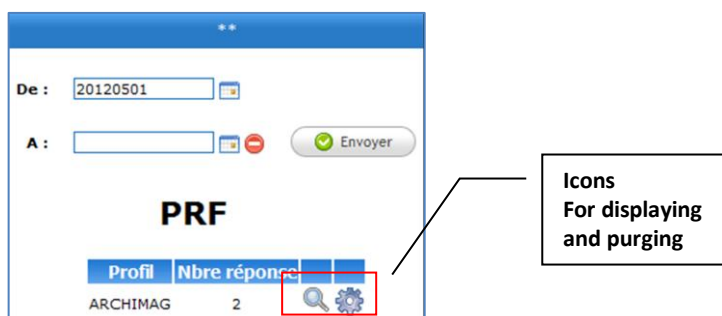 **
De : 20120501
A : Envoyer
PRF
Profil Nbre réponse
ARCHIMAG 2
Icons
For displaying
and purging